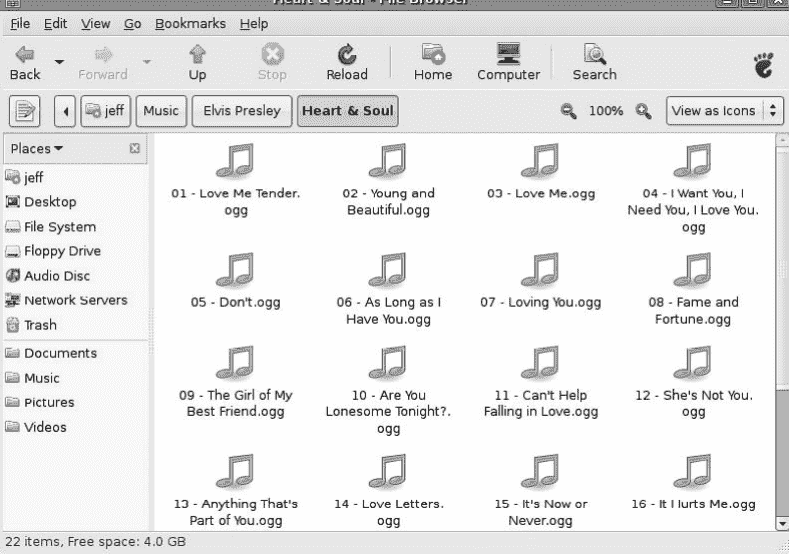 Heart & Soul - File Browser
File Edit View Go Bookmarks Help
Back Forward Up Stop Reload Home Computer Search
jeff Music Elvis Presley Heart & Soul 100% View as Icons
Places
jeff
Desktop
File System
Floppy Drive
Audio Disc
Network Servers
Trash
Documents
Music
Pictures
Videos
01 - Love Me Tender.
ogg
02 - Young and
Beautiful.ogg
03 - Love Me.ogg
04 - I Want You, I
Need You, I Love You.
ogg
05 - Don't.ogg
06 - As Long as I
Have You.ogg
07 - Loving You.ogg
08 - Fame and
Fortune.ogg
09 - The Girl of My
Best Friend.ogg
10 - Are You
Lonesome Tonight?.
ogg
11 - Can't Help
Falling in Love.ogg
12 - She's Not You.
ogg
13 - Anything That's
Part of You.ogg
14 - Love Letters.
ogg
15 - It's Now or
Never.ogg
16 - It Hurts Me.ogg
22 items, Free space: 4.0 GB